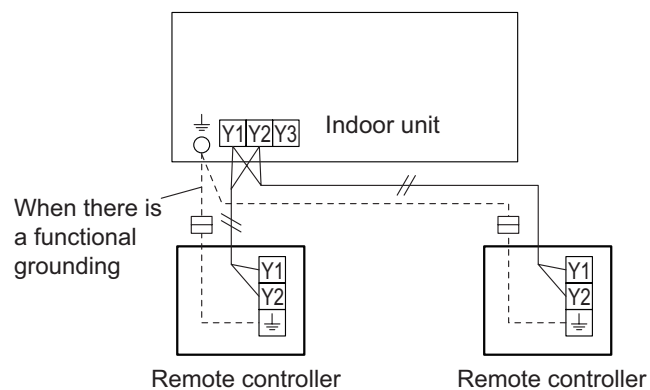 Y1 Y2 Y3
Indoor unit
When there is
a functional
grounding
Y1
Y2
Y1
Y2
Remote controller
Remote controller